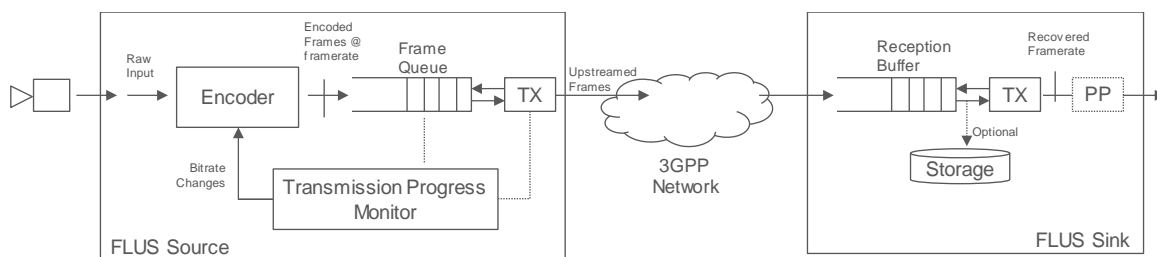 Raw
Input
Encoder
Encoded
Frames @
framerate
Frame
Queue
TX
Bitrate
Changes
Transmission Progress
Monitor
FLUS Source
Upstreamed
Frames
3GPP
Network
Reception
Buffer
TX
Recovered
Framerate
PP
Optional
Storage
FLUS Sink